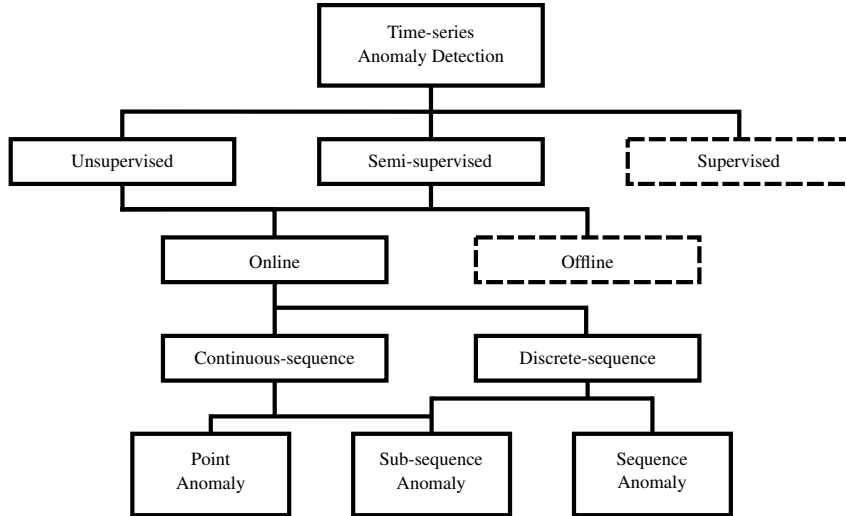 Time-series
Anomaly Detection
Unsupervised
Semi-supervised
Supervised
Online
Offline
Continuous-sequence
Discrete-sequence
Point
Anomaly
Sub-sequence
Anomaly
Sequence
Anomaly